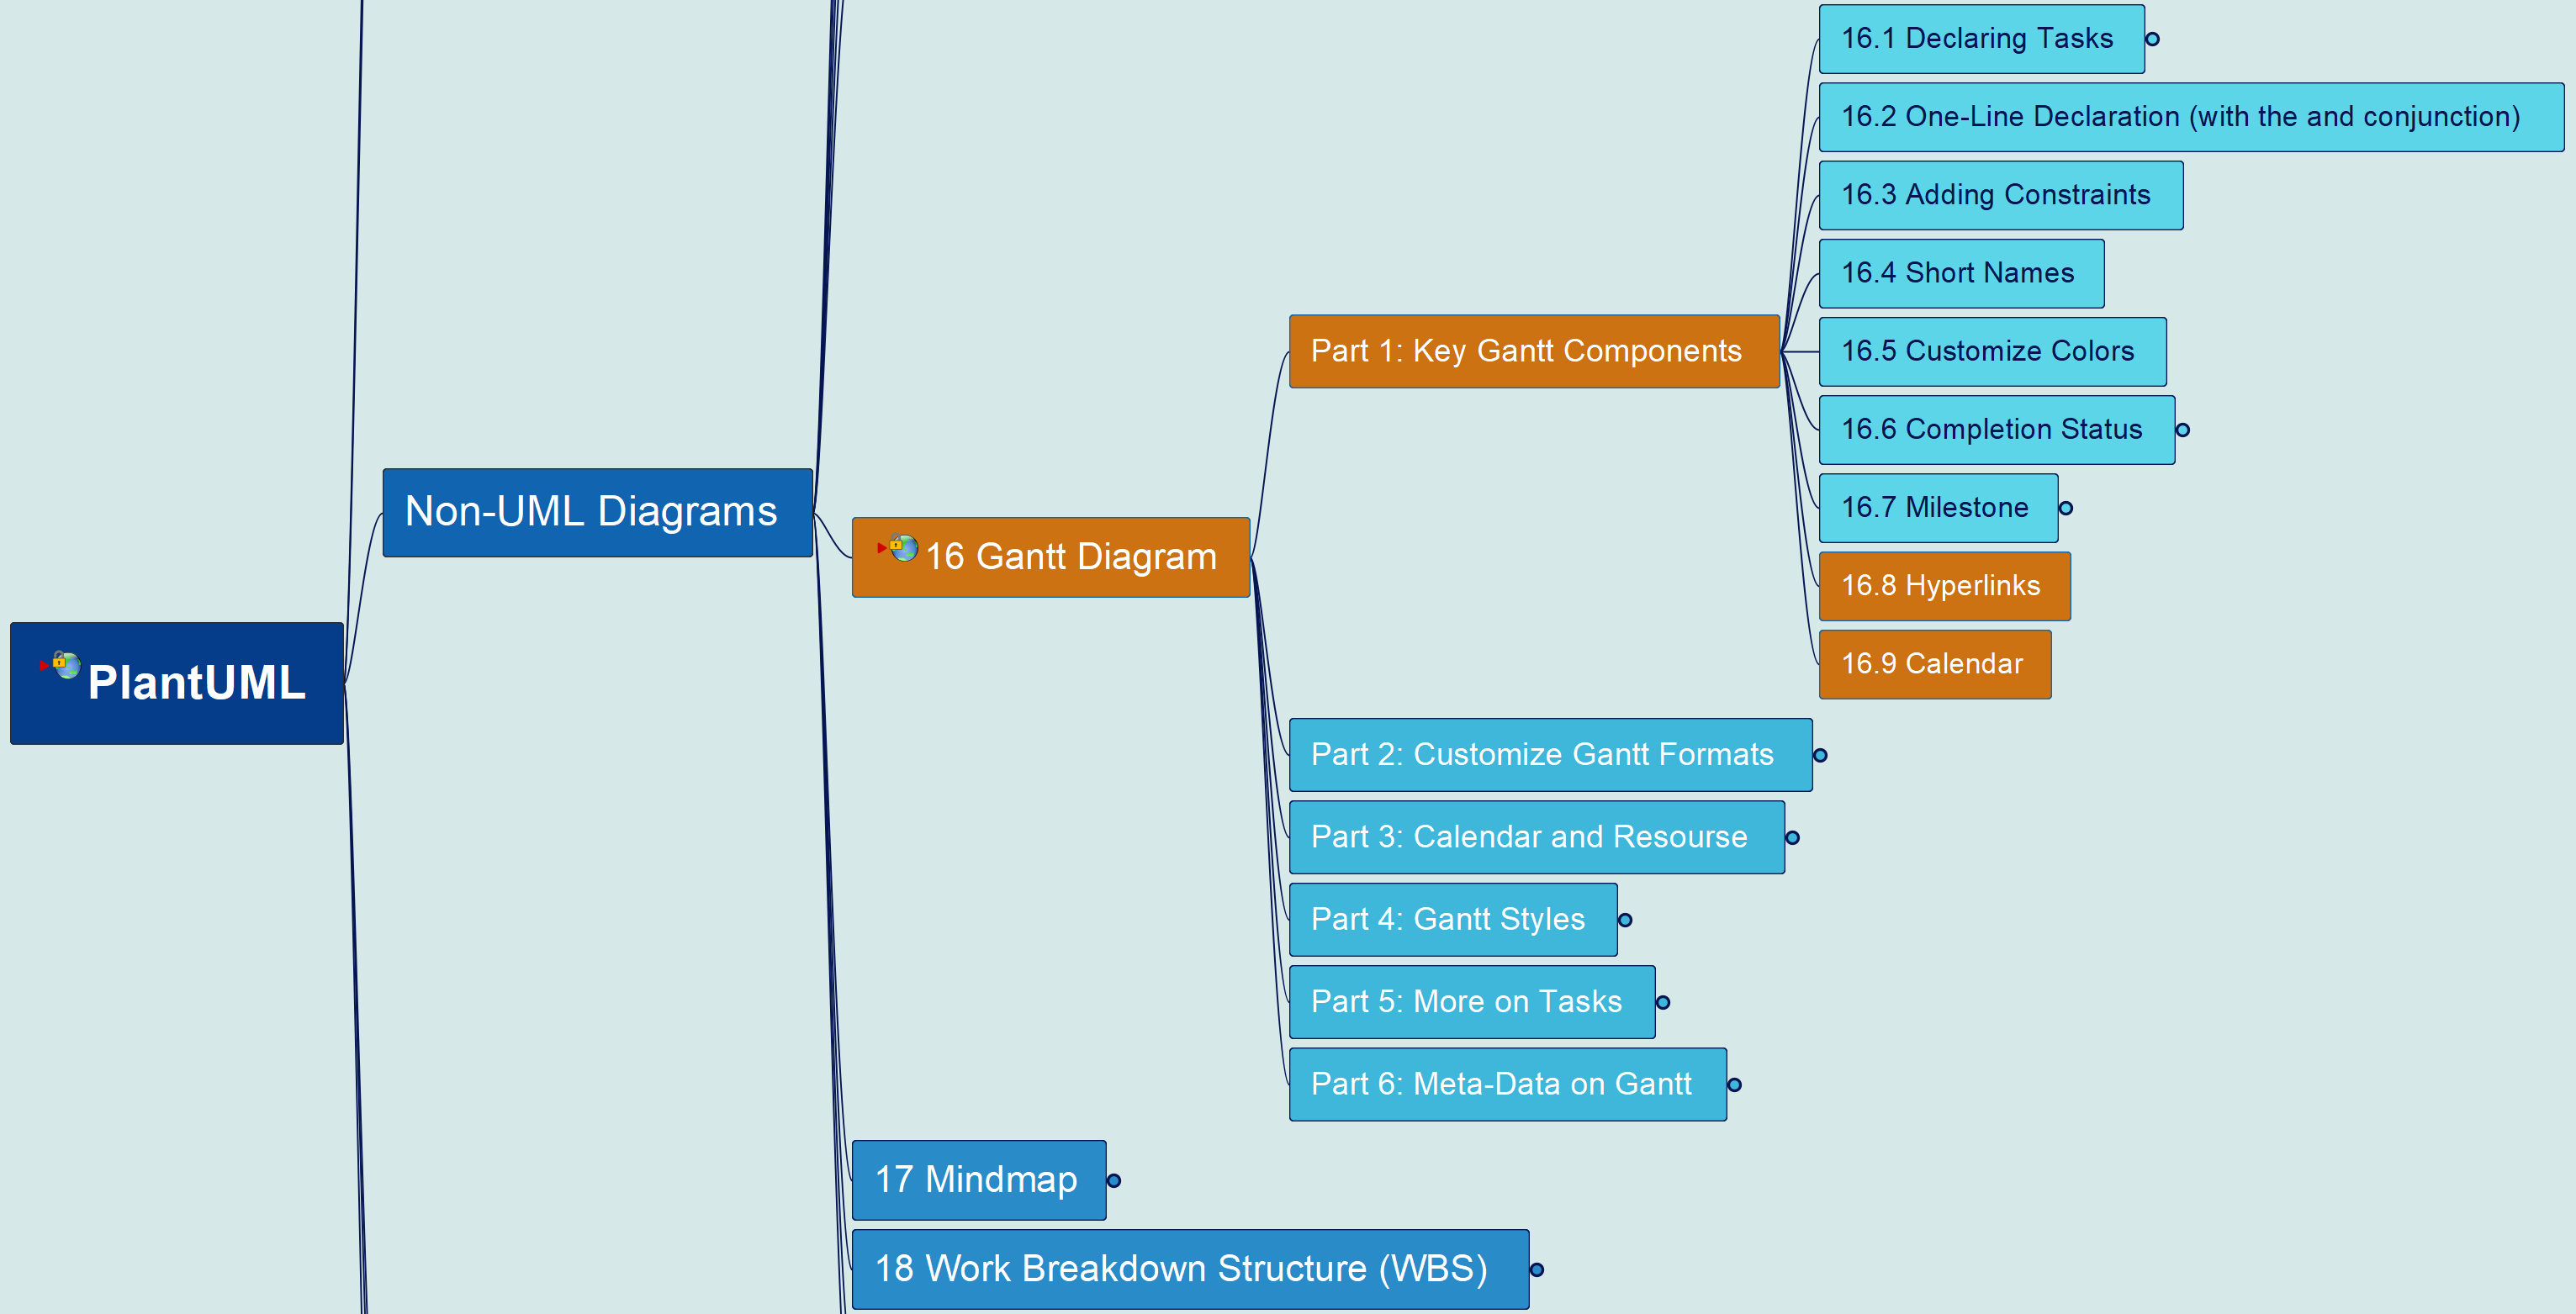 PlantUML
Non-UML Diagrams
16 Gantt Diagram
Part 1: Key Gantt Components
16.1 Declaring Tasks
16.2 One-Line Declaration (with the and conjunction)
16.3 Adding Constraints
16.4 Short Names
16.5 Customize Colors
16.6 Completion Status
16.7 Milestone
16.8 Hyperlinks
16.9 Calendar
Part 2: Customize Gantt Formats
Part 3: Calendar and Resourse
Part 4: Gantt Styles
Part 5: More on Tasks
Part 6: Meta-Data on Gantt
17 Mindmap
18 Work Breakdown Structure (WBS)